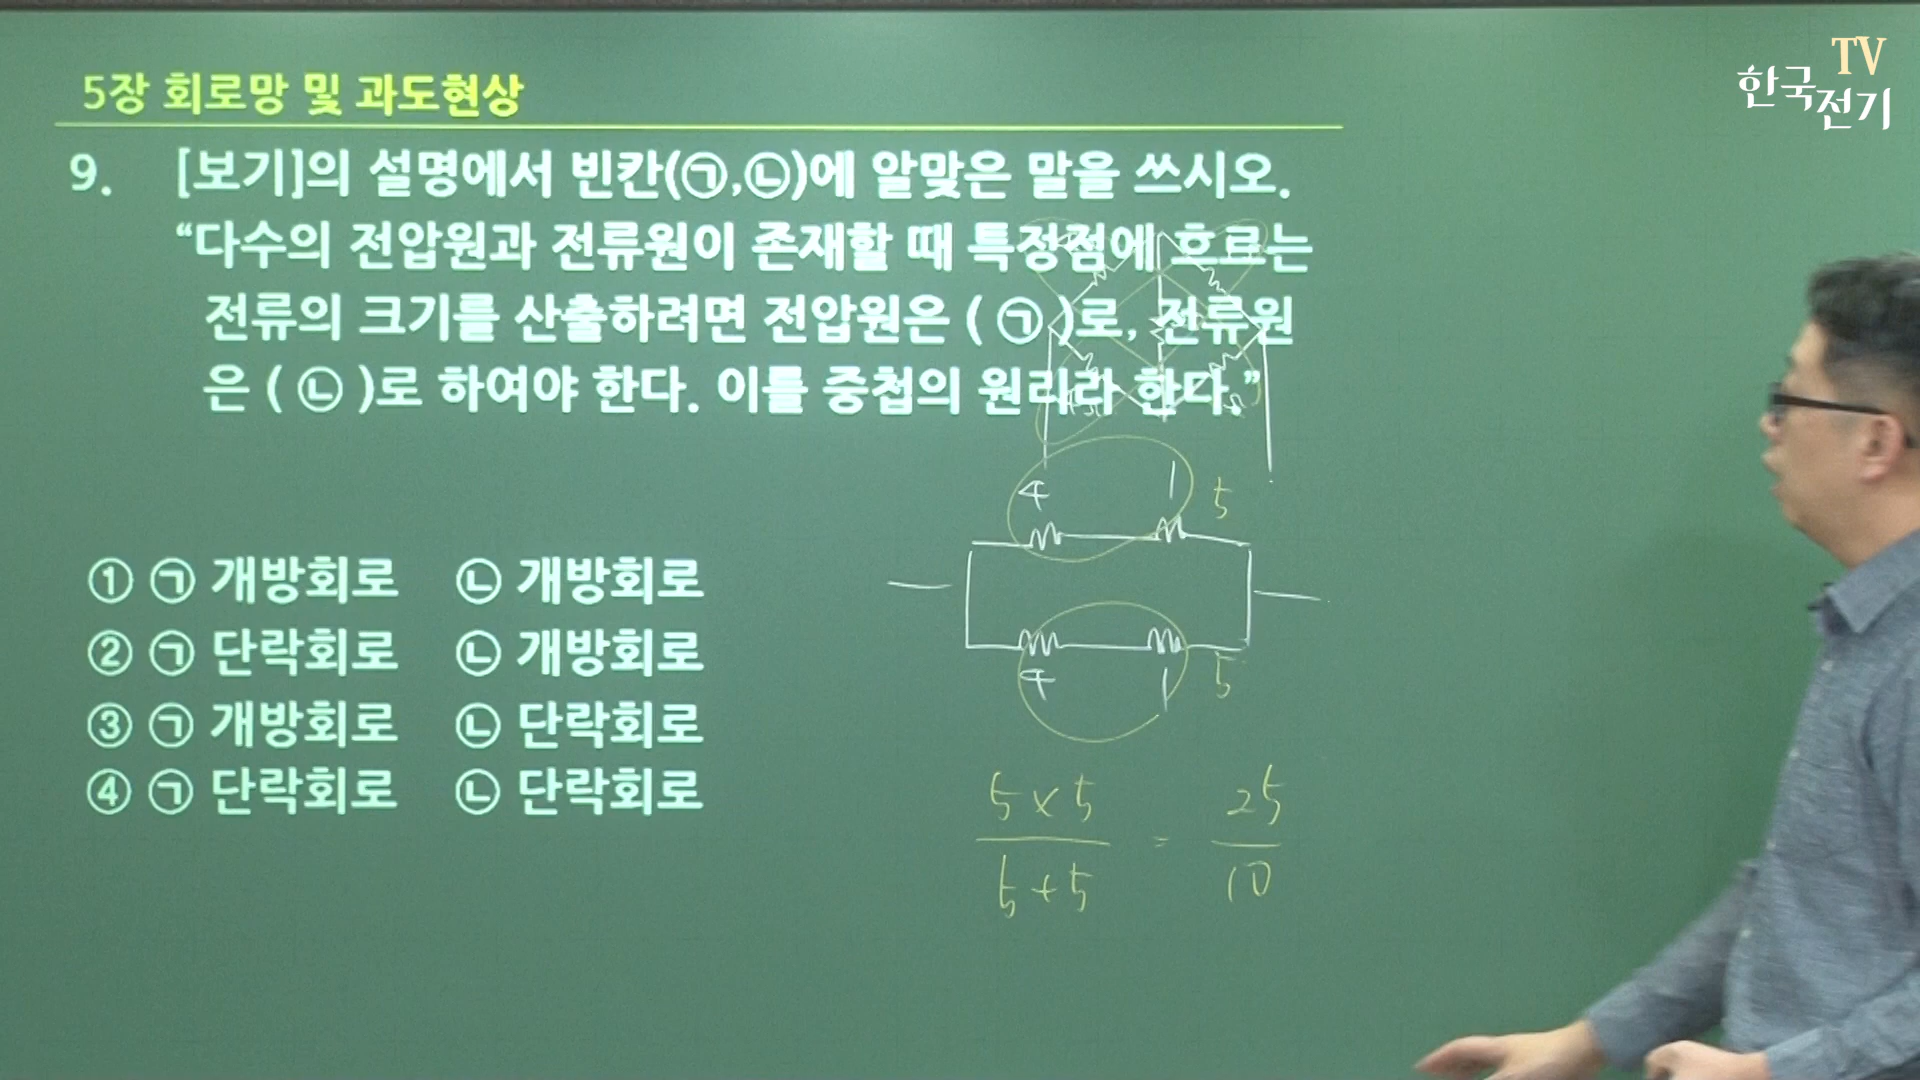 TV
한국전기
5장 회로망 및 과도현상
9. [보기]의 설명에서 빈칸(㉠,㉡)에 알맞은 말을 쓰시오.
“다수의 전압원과 전류원이 존재할 때 특정점에 흐르는
전류의 크기를 산출하려면 전압원은 ( ㉠ )로, 전류원
은 ( ㉡ )로 하여야 한다. 이를 중첩의 원리라 한다.”
4 1 5
① ㉠ 개방회로 ㉡ 개방회로
② ㉠ 단락회로 ㉡ 개방회로
4 1 5
③ ㉠ 개방회로 ㉡ 단락회로
④ ㉠ 단락회로 ㉡ 단락회로
5 x 5
5 + 5
=
25
10